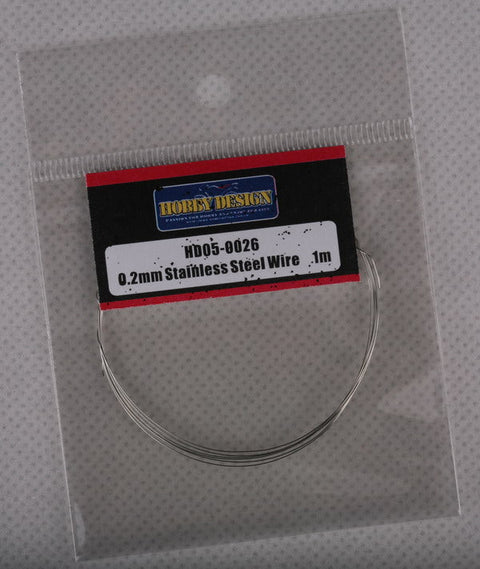 HOBBY DESIGN
HD05-0026
0.2mm Stainless Steel Wire 1m